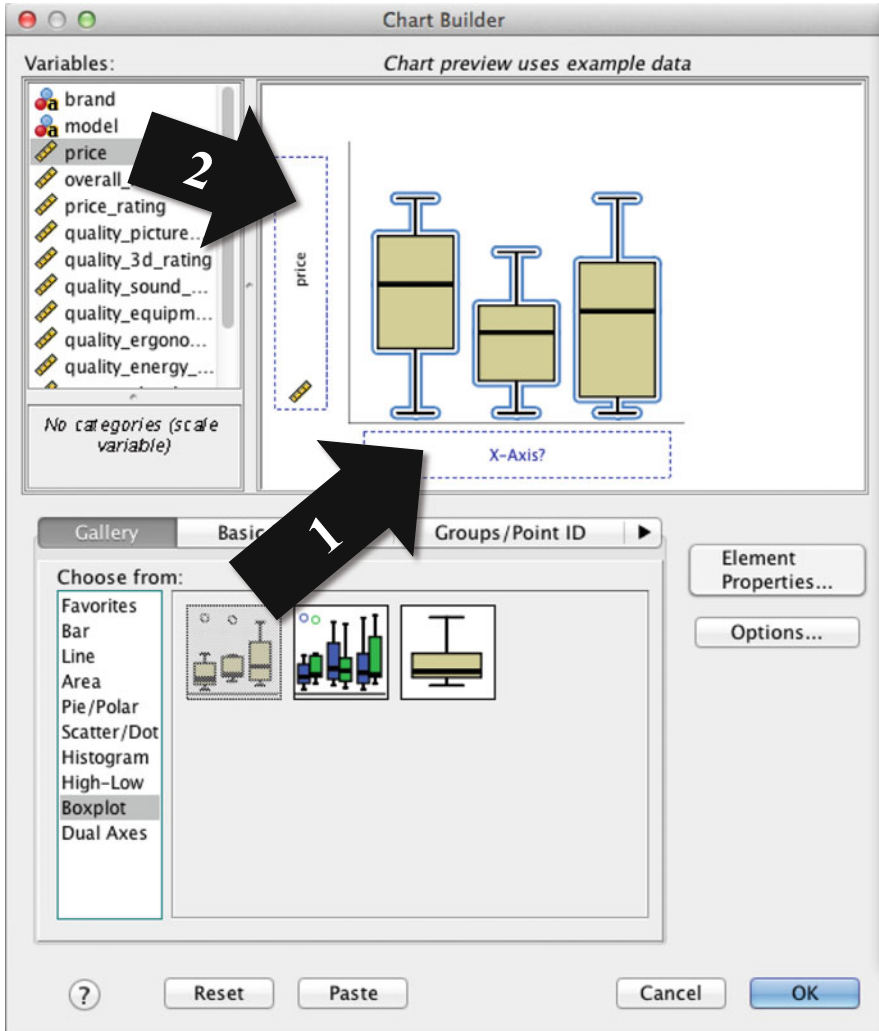 Chart Builder
Variables:
Chart preview uses example data
brand
model
price
overall_
price_rating
quality_picture...
quality_3d_rating
quality_sound_...
quality_equipm...
quality_ergono...
quality_energy_...
No categories (scale
variable)
2
price
X-Axis?
1
Gallery
Basic
Groups/Point ID
Element
Properties...
Options...
Choose from:
Favorites
Bar
Line
Area
Pie/Polar
Scatter/Dot
Histogram
High-Low
Boxplot
Dual Axes
?
Reset
Paste
Cancel
OK